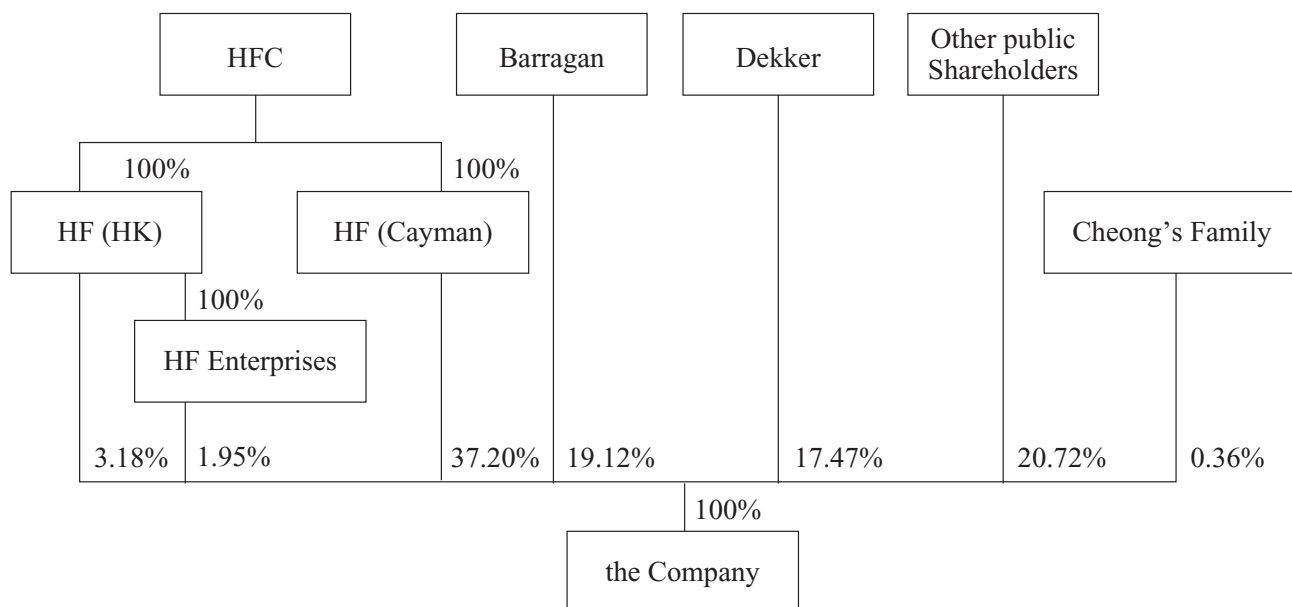 HFC
Barragan
Dekker
Other public
Shareholders
100%
100%
HF (HK)
HF (Cayman)
Cheong’s Family
100%
HF Enterprises
3.18%
1.95%
37.20%
19.12%
17.47%
20.72%
0.36%
100%
the Company